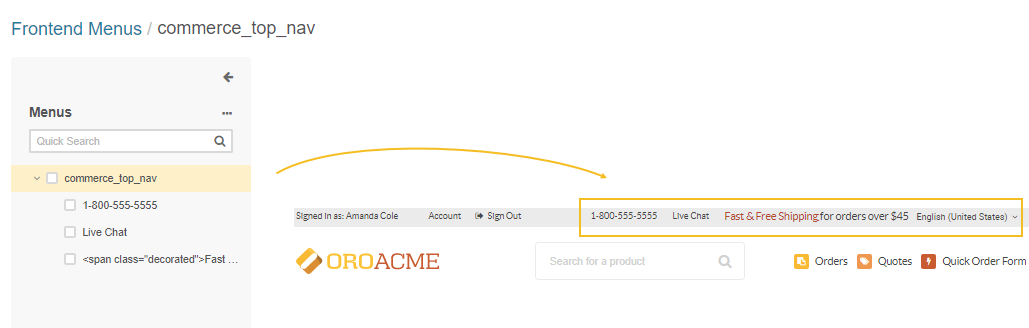 Frontend Menus / commerce_top_nav
Menus
Quick Search
commerce_top_nav
1-800-555-5555
Live Chat
<span class="decorated">Fast ...
Signed in as: Amanda Cole Account Sign Out 1-800-555-5555 Live Chat Fast & Free Shipping for orders over $45 English (United States)
OROACME Search for a product Orders Quotes Quick Order Form